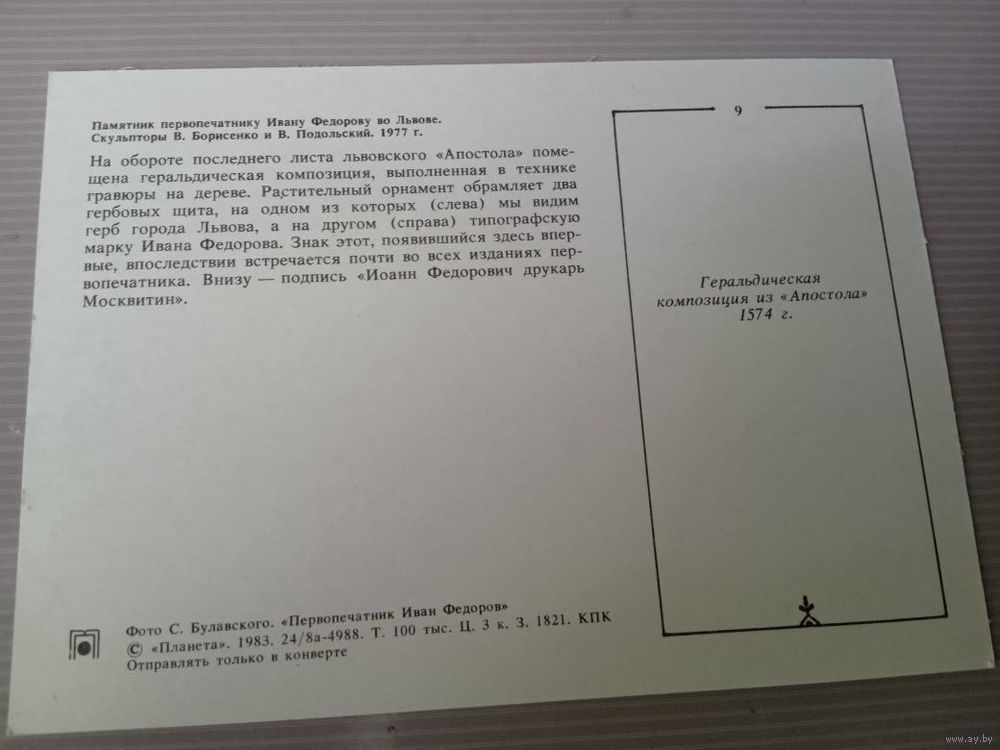 Памятник первопечатнику Ивану Федорову во Львове.
Скульпторы В. Борисенко и В. Подольский. 1977 г.
На обороте последнего листа львовского «Апостола» поме-
щена геральдическая композиция, выполненная в технике
гравюры на дереве. Растительный орнамент обрамляет два
гербовых щита, на одном из которых (слева) мы видим
герб города Львова, а на другом (справа) типографскую
марку Ивана Федорова. Знак этот, появившийся здесь впер-
вые, впоследствии встречается почти во всех изданиях пер-
вопечатника. Внизу — подпись «Иоанн Федорович друкарь
Москвитин».
9
Геральдическая
композиция из «Апостола»
1574 г.
Фото С. Булавского. «Первопечатник Иван Федоров»
© «Планета». 1983. 24/8а-4988. Т. 100 тыс. Ц. 3 к. З. 1821. КПК
Отправлять только в конверте
www.ay.by